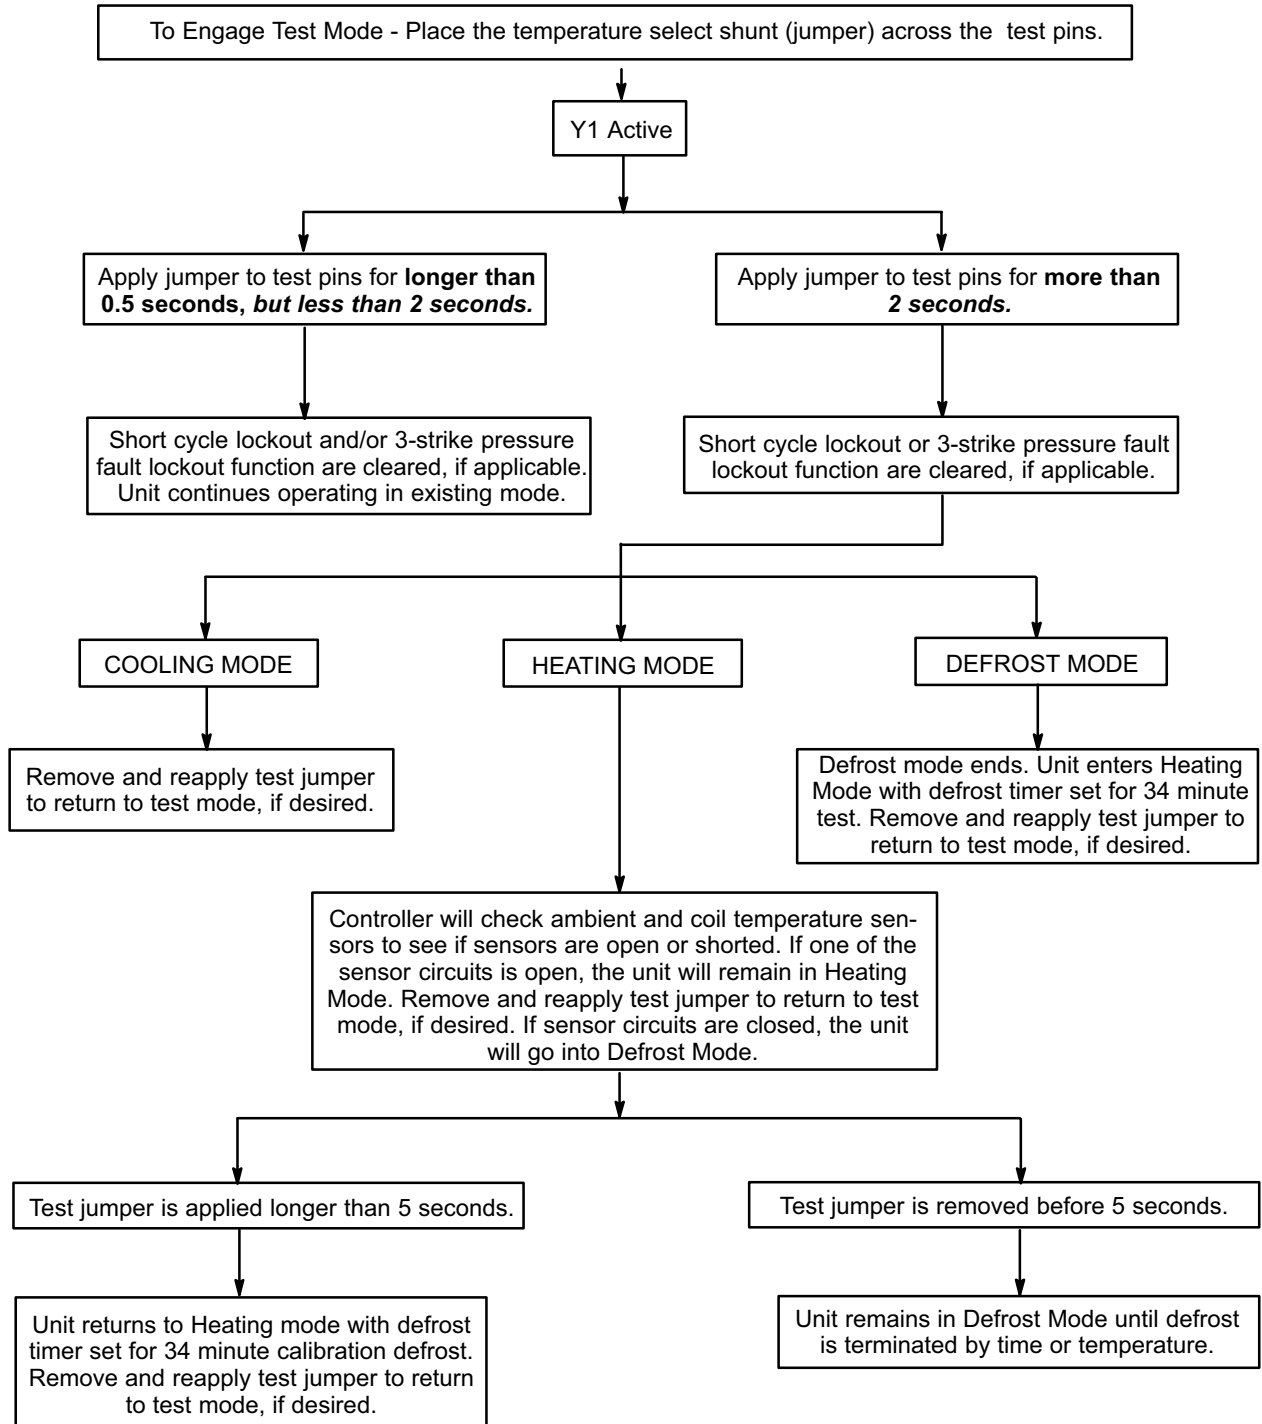 To Engage Test Mode - Place the temperature select shunt (jumper) across the test pins.
Y1 Active
Apply jumper to test pins for longer than
0.5 seconds, but less than 2 seconds.
Apply jumper to test pins for more than
2 seconds.
Short cycle lockout and/or 3-strike pressure
fault lockout function are cleared, if applicable.
Unit continues operating in existing mode.
Short cycle lockout or 3-strike pressure fault
lockout function are cleared, if applicable.
COOLING MODE
HEATING MODE
DEFROST MODE
Remove and reapply test jumper
to return to test mode, if desired.
Defrost mode ends. Unit enters Heating
Mode with defrost timer set for 34 minute
test. Remove and reapply test jumper to
return to test mode, if desired.
Controller will check ambient and coil temperature sen-
sors to see if sensors are open or shorted. If one of the
sensor circuits is open, the unit will remain in Heating
Mode. Remove and reapply test jumper to return to test
mode, if desired. If sensor circuits are closed, the unit
will go into Defrost Mode.
Test jumper is applied longer than 5 seconds.
Test jumper is removed before 5 seconds.
Unit returns to Heating mode with defrost
timer set for 34 minute calibration defrost.
Remove and reapply test jumper to return
to test mode, if desired.
Unit remains in Defrost Mode until defrost
is terminated by time or temperature.